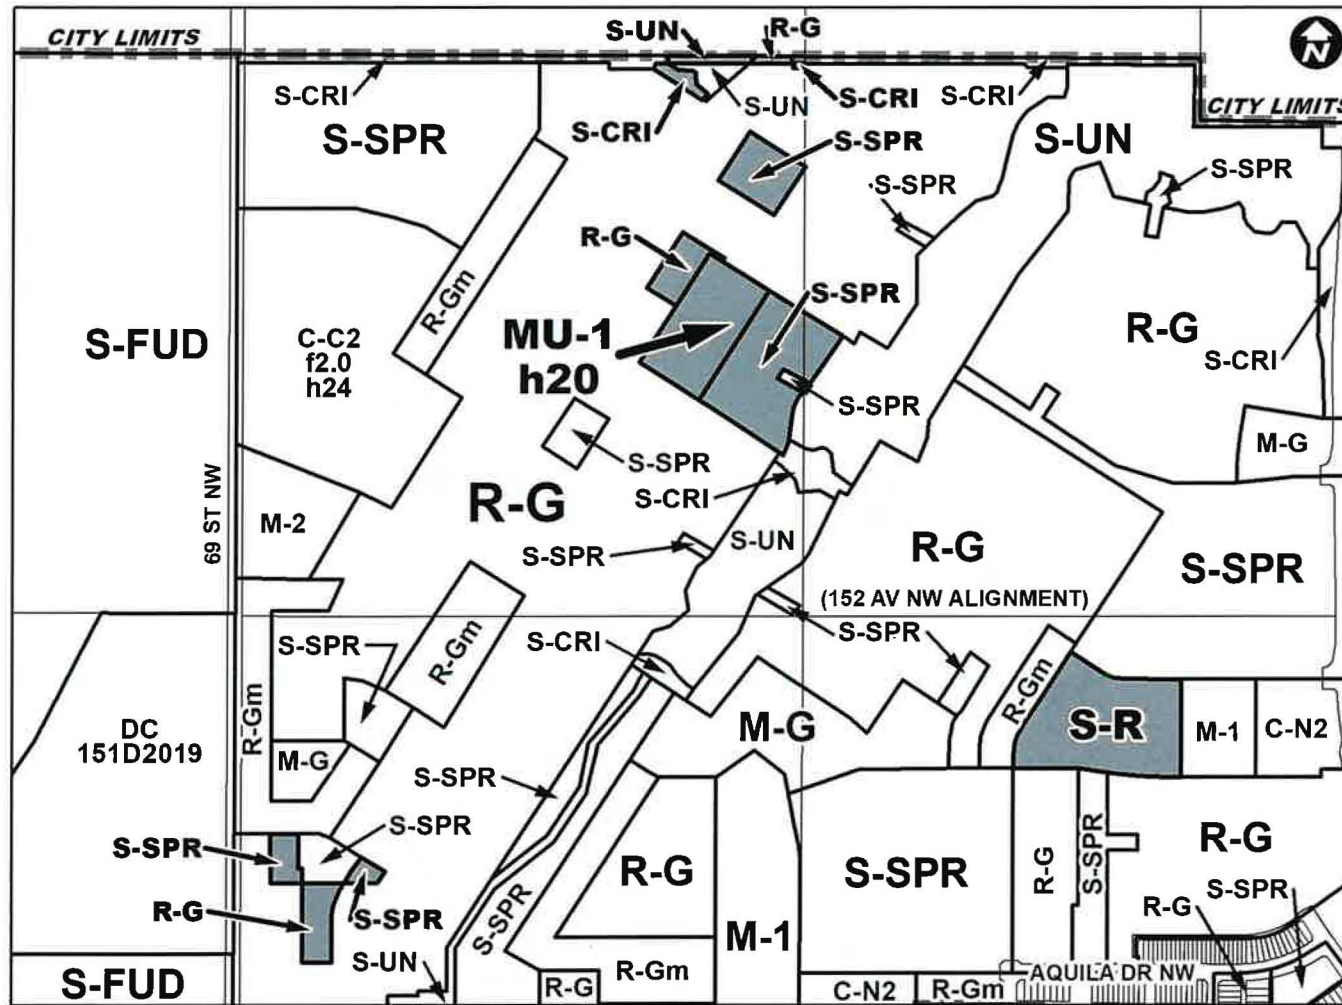 CITY LIMITS
S-UN
R-G
N
S-CRI
S-SPR
S-CRI
S-UN
S-CRI
S-CRI
CITY LIMITS
S-SPR
S-UN
S-SPR
S-SPR
R-G
R-Gm
S-SPR
S-FUD
C-C2
f2.0
h24
MU-1
h20
R-G
S-CRI
S-SPR
M-G
S-SPR
S-CRI
R-G
69 ST NW
M-2
S-SPR
S-UN
R-G
S-SPR
(152 AV NW ALIGNMENT)
S-SPR
S-CRI
S-SPR
R-Gm
R-Gm
R-Gm
DC
151D2019
M-G
M-G
S-R
M-1
C-N2
S-SPR
S-SPR
S-SPR
R-G
S-SPR
S-SPR
R-G
S-SPR
R-G
S-SPR
R-G
S-SPR
R-G
M-1
S-UN
S-FUD
R-G
R-Gm
C-N2
R-Gm
AQUILA DR NW